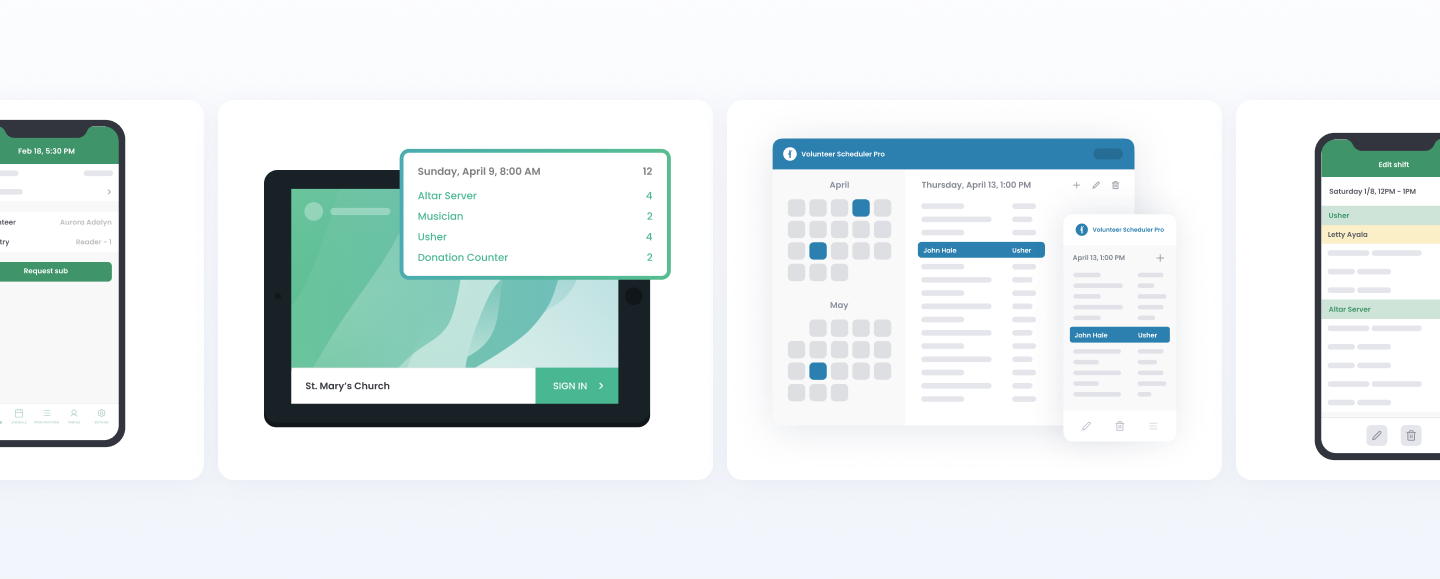 Feb 18, 5:30 PM
nteer Aurora Adalyn
try Reader - 1
Request sub
Sunday, April 9, 8:00 AM 12
Altar Server 4
Musician 2
Usher 4
Donation Counter 2
St. Mary's Church
SIGN IN
Volunteer Scheduler Pro
April
May
Thursday, April 13, 1:00 PM
John Hale Usher
Volunteer Scheduler Pro
April 13, 1:00 PM
John Hale Usher
Edit shift
Saturday 1/8, 12PM - 1PM
Usher
Letty Ayala
Altar Server